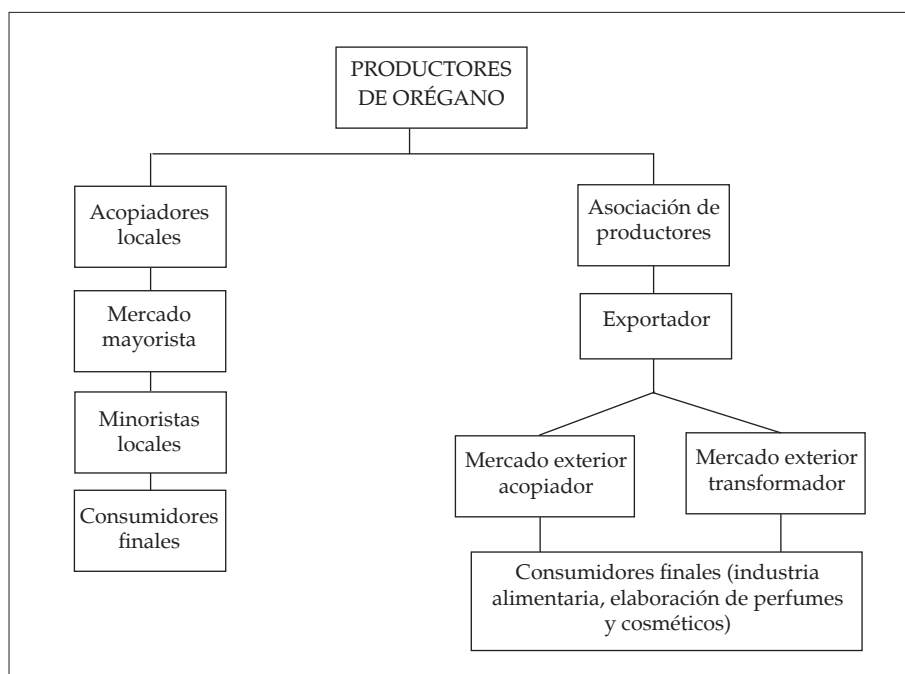 PRODUCTORES
DE ORÉGANO
Acopiadores
locales
Mercado
mayorista
Minoristas
locales
Consumidores
finales
Asociación de
productores
Exportador
Mercado exterior
acopiador
Mercado exterior
transformador
Consumidores finales (industria
alimentaria, elaboración de perfumes
y cosméticos)